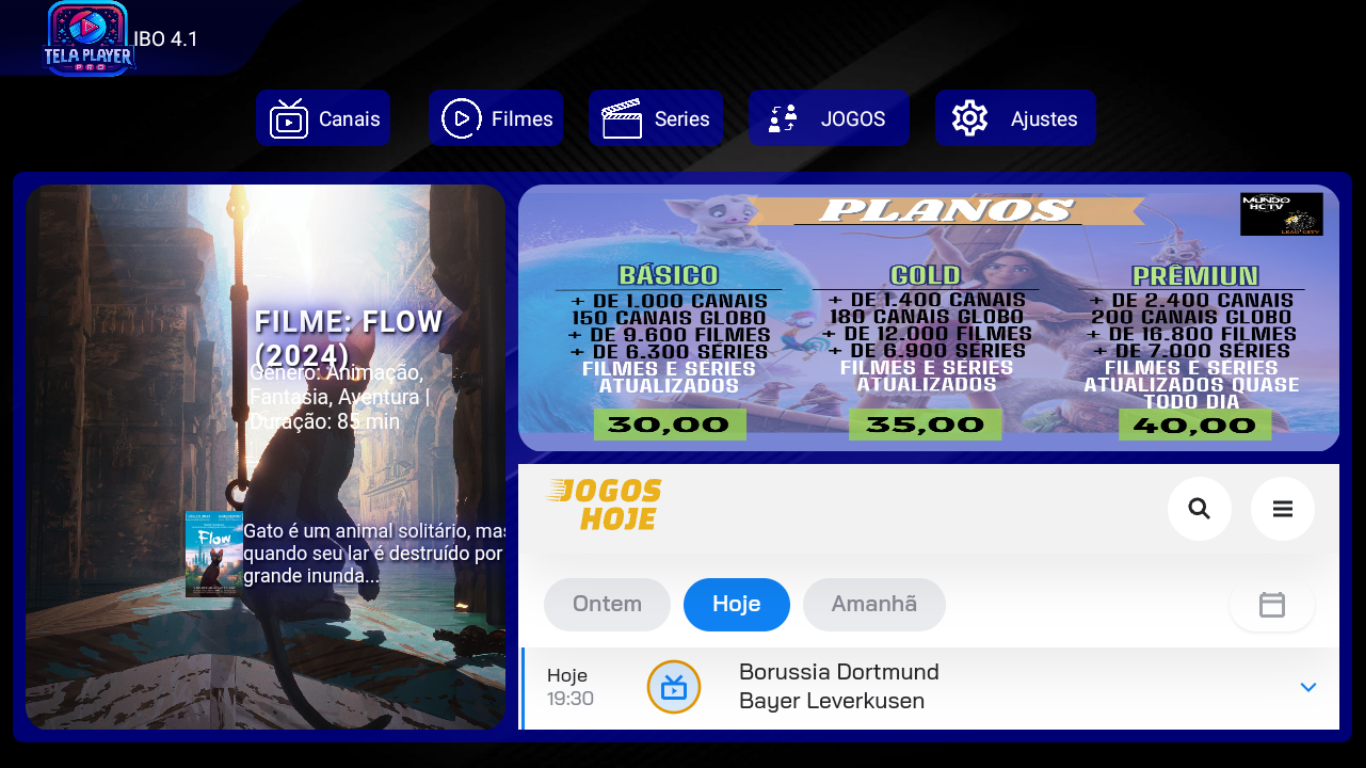 TELA PLAYER
PRO
IBO 4.1
Canais
Filmes
Series
JOGOS
Ajustes
FILME: FLOW
(2024)
Gênero: Animação,
Fantasia, Aventura |
Duração: 85 min
Flow
Gato é um animal solitário, mas
quando seu lar é destruído por
grande inunda...
PLANOS
MUNDO
HCTV
BÁSICO
+ DE 1.000 CANAIS
150 CANAIS GLOBO
+ DE 9.600 FILMES
+ DE 6.300 SÉRIES
FILMES E SERIES
ATUALIZADOS
30,00
GOLD
+ DE 1.400 CANAIS
180 CANAIS GLOBO
+ DE 12.000 FILMES
+ DE 6.900 SERIES
FILMES E SERIES
ATUALIZADOS
35,00
PRÊMIUN
+ DE 2.400 CANAIS
200 CANAIS GLOBO
+ DE 16.800 FILMES
+ DE 7.000 SÉRIES
FILMES E SERIES
ATUALIZADOS QUASE
TODO DIA
40,00
JOGOS
HOJE
Ontem
Hoje
Amanhã
Hoje
19:30
Borussia Dortmund
Bayer Leverkusen